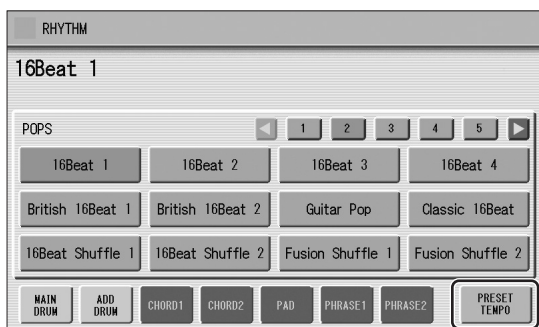 RHYTHM
16Beat 1
POPS 1 2 3 4 5
16Beat 1 16Beat 2 16Beat 3 16Beat 4
British 16Beat 1 British 16Beat 2 Guitar Pop Classic 16Beat
16Beat Shuffle 1 16Beat Shuffle 2 Fusion Shuffle 1 Fusion Shuffle 2
MAIN DRUM ADD DRUM CHORD1 CHORD2 PAD PHRASE1 PHRASE2 PRESET TEMPO